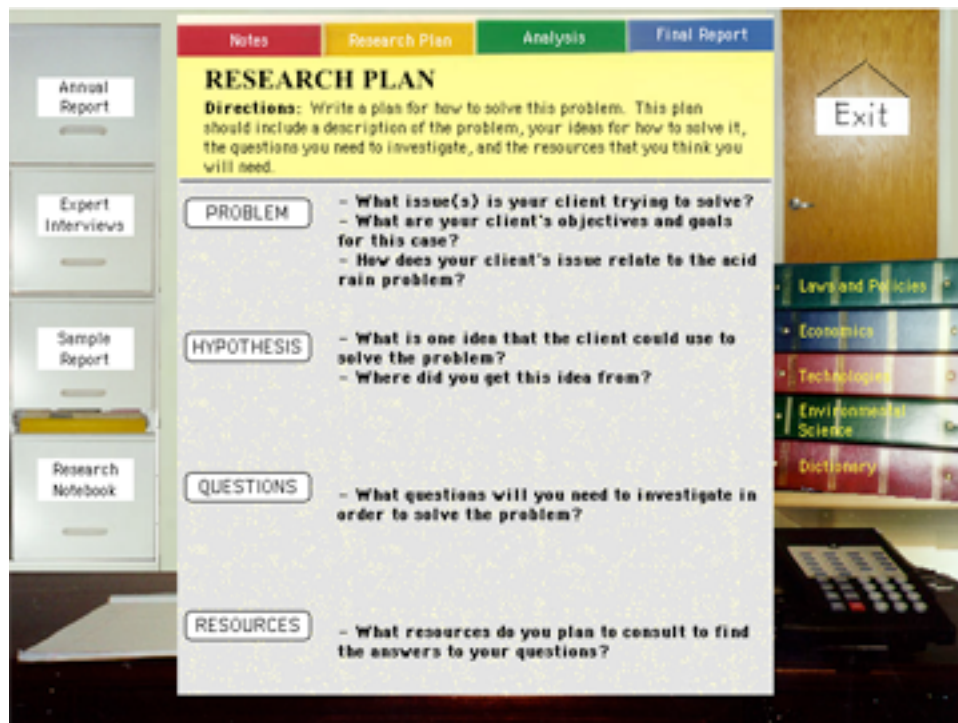 Notes
Research Plan
Analysis
Final Report
RESEARCH PLAN
Directions: Write a plan for how to solve this problem. This plan
should include a description of the problem, your ideas for how to solve it,
the questions you need to investigate, and the resources that you think you
will need.
PROBLEM
- What issue(s) is your client trying to solve?
- What are your client's objectives and goals
for this case?
- How does your client's issue relate to the acid
rain problem?
HYPOTHESIS
- What is one idea that the client could use to
solve the problem?
- Where did you get this idea from?
QUESTIONS
- What questions will you need to investigate in
order to solve the problem?
RESOURCES
- What resources do you plan to consult to find
the answers to your questions?
Annual
Report
Expert
Interviews
Sample
Report
Research
Notebook
Exit
Laws and Policies
Economics
Technologies
Environmental
Science
Dictionary